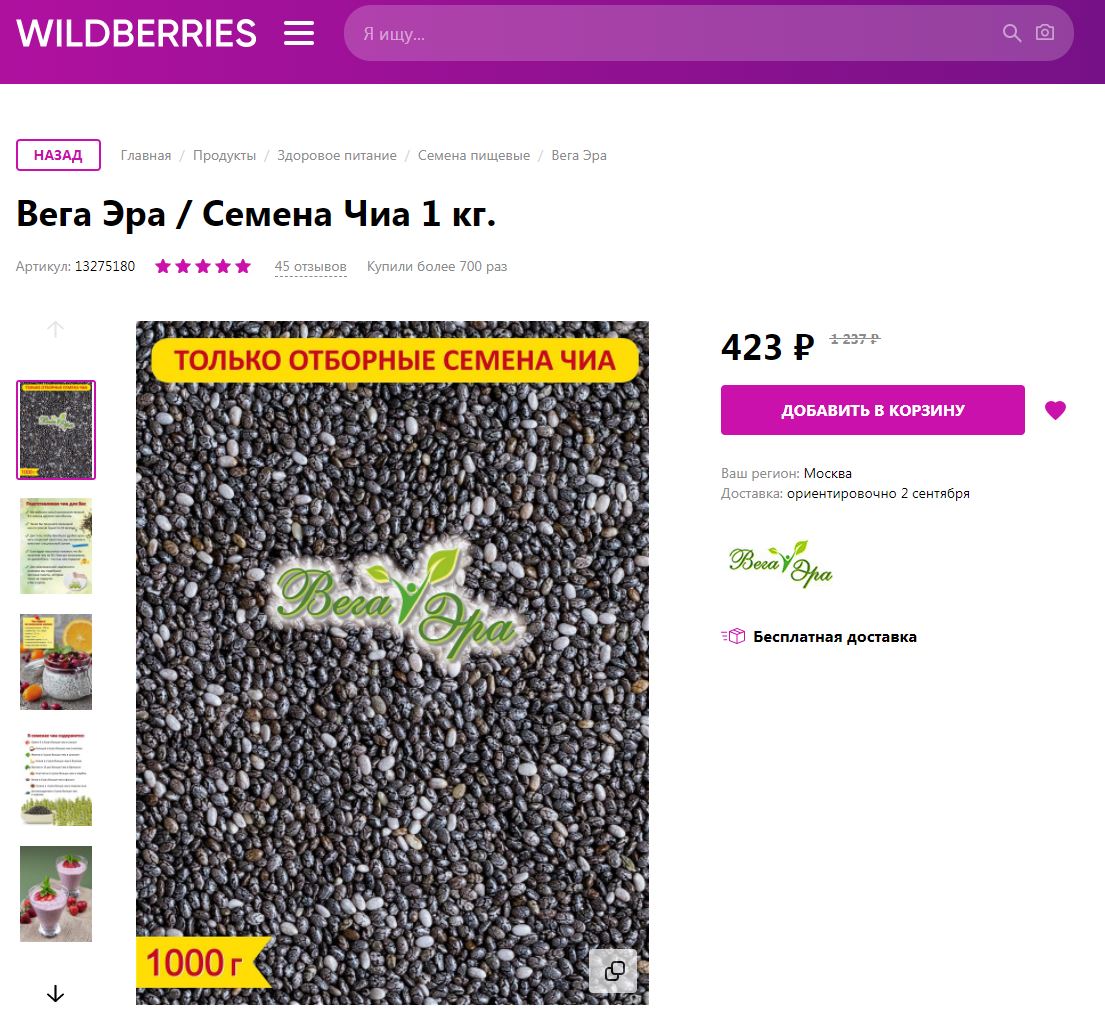 WILDBERRIES
Я ищу...
НАЗАД
Главная / Продукты / Здоровое питание / Семена пищевые / Вега Эра
Вега Эра / Семена Чиа 1 кг.
Артикул: 13275180
45 отзывов
Купили более 700 раз
ТОЛЬКО ОТБОРНЫЕ СЕМЕНА ЧИА
Вега Эра
1000 г
423 ₽ 1 237 ₽
ДОБАВИТЬ В КОРЗИНУ
Ваш регион: Москва
Доставка: ориентировочно 2 сентября
Вега Эра
Бесплатная доставка